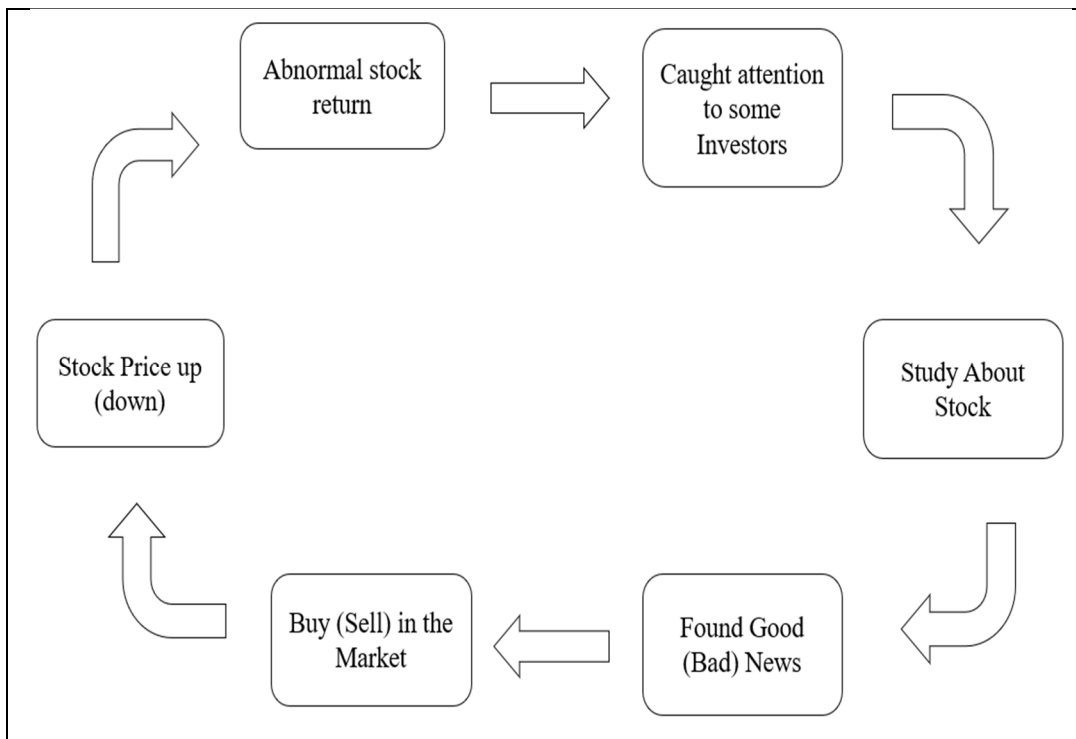 Abnormal stock
return
Caught attention
to some
Investors
Study About
Stock
Found Good
(Bad) News
Buy (Sell) in the
Market
Stock Price up
(down)